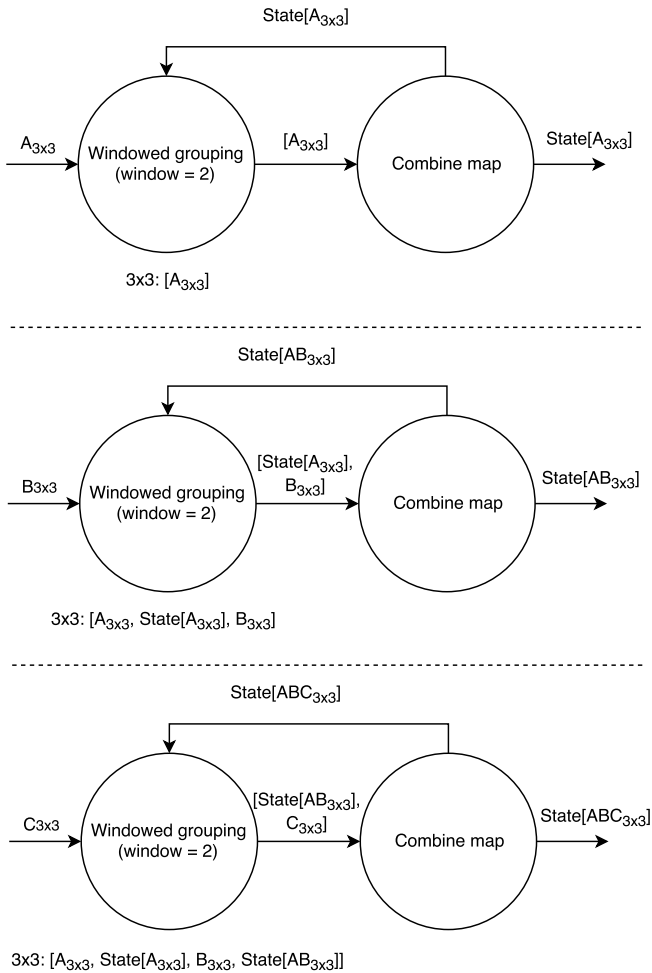 State[A3x3]
A3x3
Windowed grouping
(window = 2)
[A3x3]
Combine map
State[A3x3]
3x3: [A3x3]
State[AB3x3]
B3x3
Windowed grouping
(window = 2)
[State[A3x3],
B3x3]
Combine map
State[AB3x3]
3x3: [A3x3, State[A3x3], B3x3]
State[ABC3x3]
C3x3
Windowed grouping
(window = 2)
[State[AB3x3],
C3x3]
Combine map
State[ABC3x3]
3x3: [A3x3, State[A3x3], B3x3, State[AB3x3]]